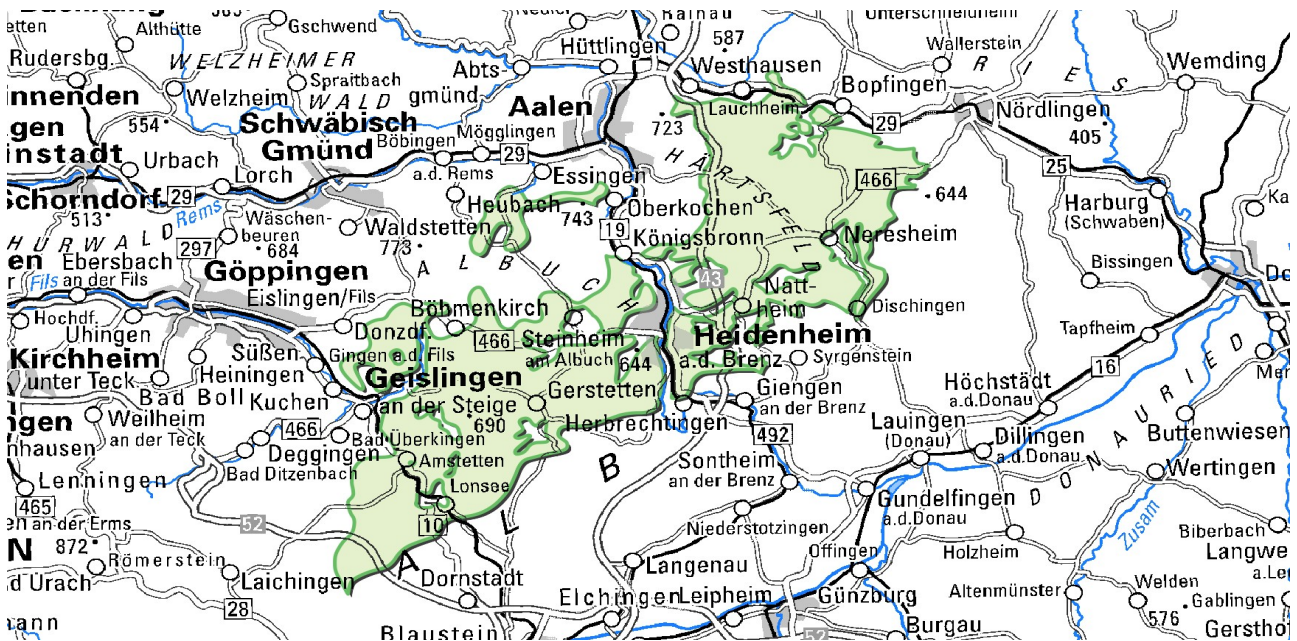 Gschwend
Althütte
Rudersbg.
WELZHEIMER
WALD
Spraitbach
Welzheim
Abts-
gmünd
Hüttlingen
Rainau
587
Westhausen
Lauchheim
Bopfingen
Unterschneidheim
Wallerstein
RIES
Wemding
Nördlingen
405
554
Schwäbisch
Gmünd
Aalen
Mögglingen
Böbingen
a.d. Rems
29
723
29
25
Urbach
Lorch
29
Schorndorf
513
Rems
Wäschen-
beuren
684
297
Waldstetten
773
Heubach
Essingen
743
Oberkochen
19
Königsbronn
HÄRTSFELD
466
644
Neresheim
Harburg
(Schwaben)
Bissingen
Ebersbach
an der Fils
Fils
Göppingen
Eislingen/Fils
ALBUCH
43
Natt-
heim
Dischingen
Hochdf.
Uhingen
Donzdf.
Böhmenkirch
466
Steinheim
am Albuch
644
Heidenheim
a.d. Brenz
Syrgenstein
Tapfheim
16
Kirchheim
unter Teck
Süßen
Heiningen
Bad Boll
Kuchen
Gingen a.d. Fils
Geislingen
an der Steige
690
Gerstetten
Herbrechtingen
Giengen
an der Brenz
Höchstädt
a.d.Donau
DONAURIED
Weilheim
an der Teck
466
Deggingen
Bad Ditzenbach
Bad Überkingen
Amstetten
Lonsee
10
492
Sontheim
an der Brenz
Lauingen
(Donau)
Dillingen
a.d.Donau
Buttenwiesen
Wertingen
Lenningen
465
an der Erms
872
Römerstein
52
ALB
Gundelfingen
a.d.Donau
Niederstotzingen
Offingen
Holzheim
Zusam
Biberbach
Laichingen
28
Dornstadt
Langenau
Elchingen
Leipheim
Günzburg
Altenmünster
Welden
576
Gablingen
Blaustein
52
Burgau